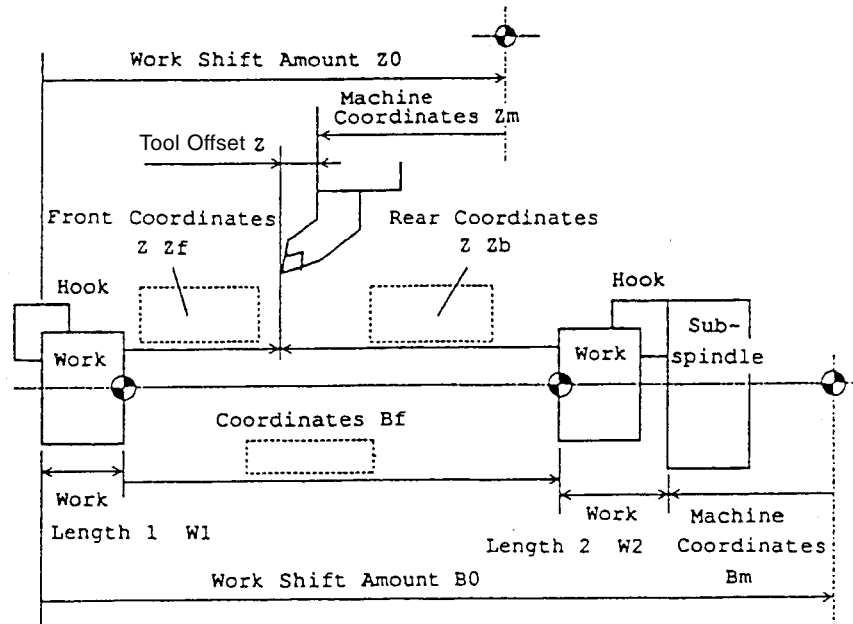 Work Shift Amount Z0
Machine
Coordinates Zm
Tool Offset Z
Front Coordinates
Z Zf
Rear Coordinates
Z Zb
Hook
Hook
Work
Work
Sub-
spindle
Coordinates Bf
Work
Length 1 W1
Work
Length 2 W2
Machine
Coordinates
Bm
Work Shift Amount B0